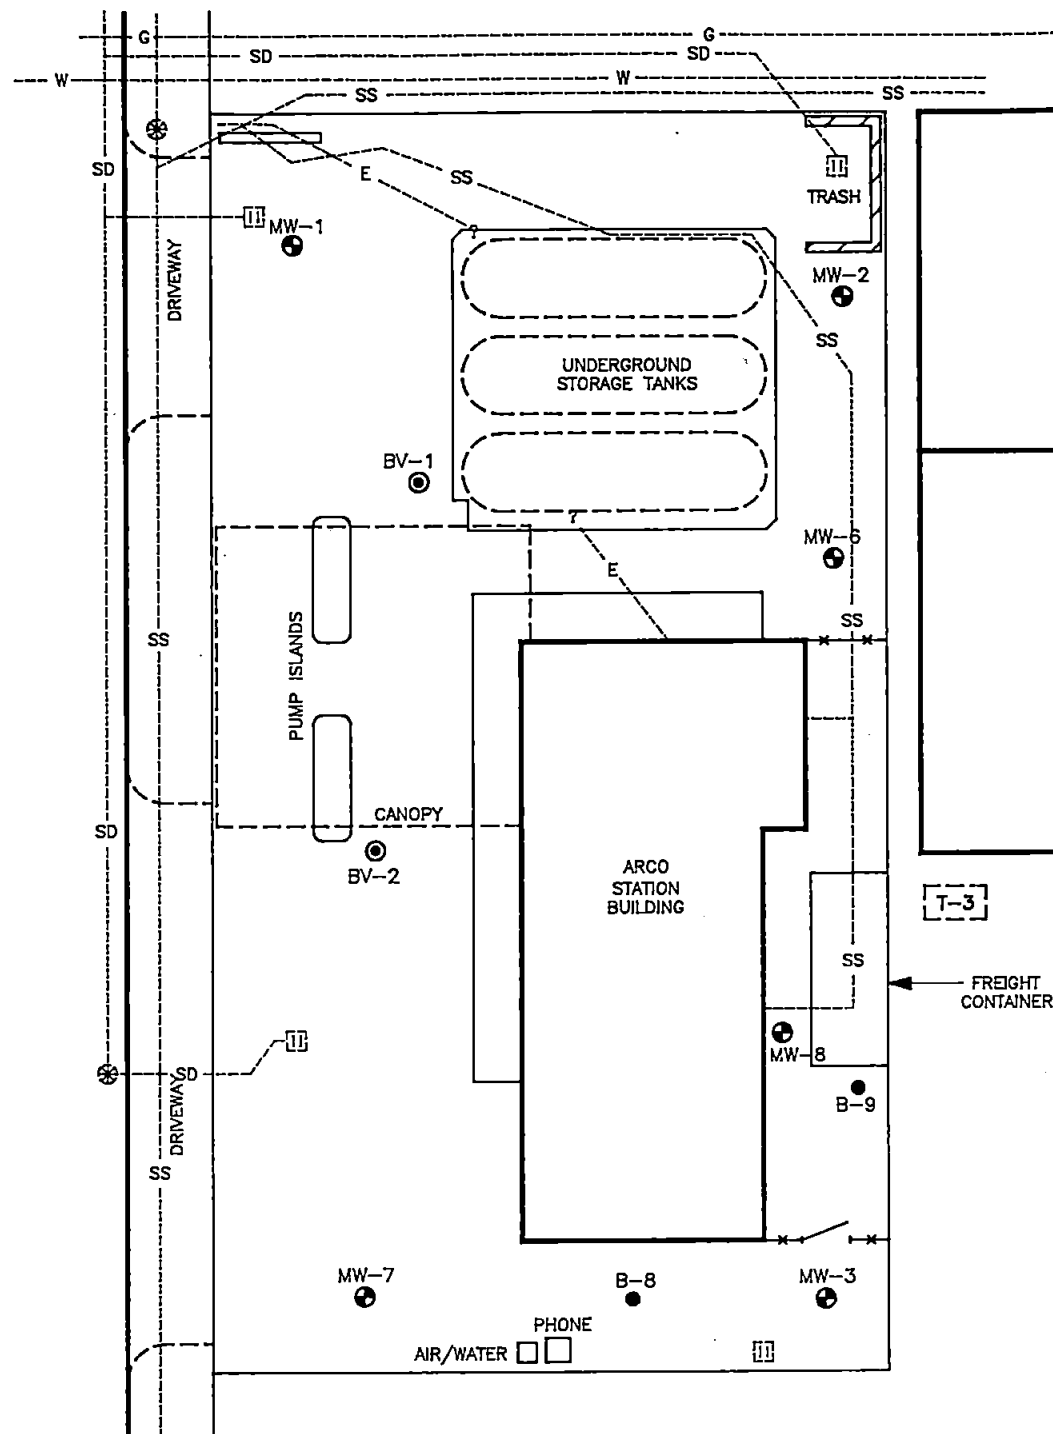 G
G
SD
SD
W
W
SS
SS
SD
E
SS
TRASH
MW-1
DRIVEWAY
MW-2
SS
UNDERGROUND
STORAGE TANKS
BV-1
MW-6
E
SS
SS
PUMP ISLANDS
CANOPY
SD
BV-2
ARCO
STATION
BUILDING
T-3
SS
FREIGHT
CONTAINER
MW-8
SD
B-9
DRIVEWAY
SS
MW-7
B-8
MW-3
PHONE
AIR/WATER